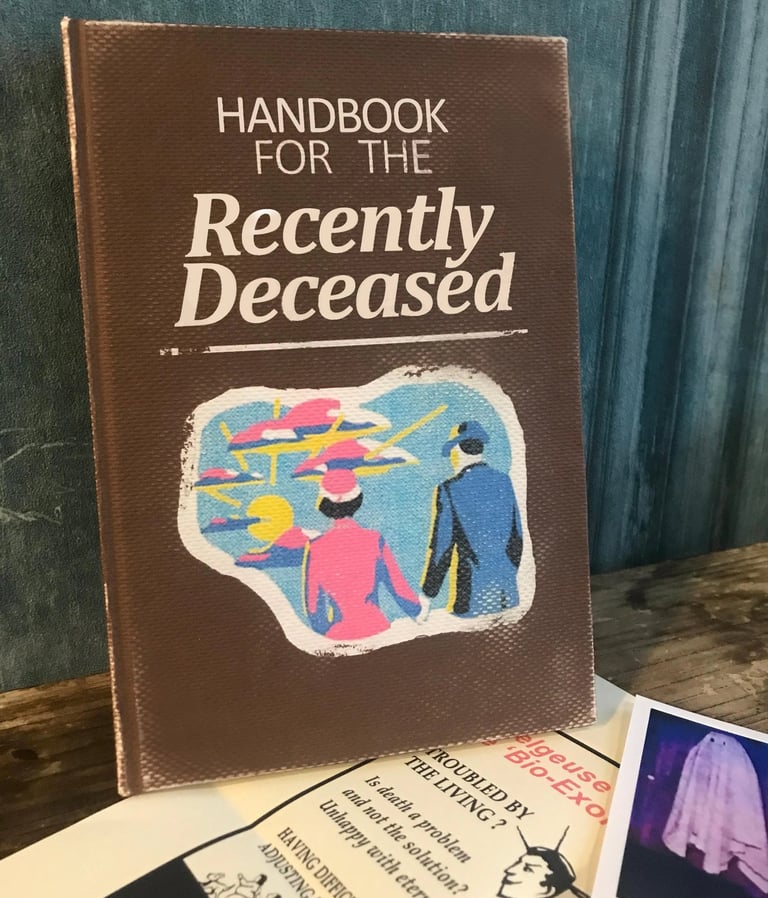 HANDBOOK
FOR THE
Recently
Deceased
elgeuse
'Bio-Exo
TROUBLED BY
THE LIVING?
Is death a problem
and not the solution?
Unhappy with eter
HAVING DIFFIC
ADJUSTING